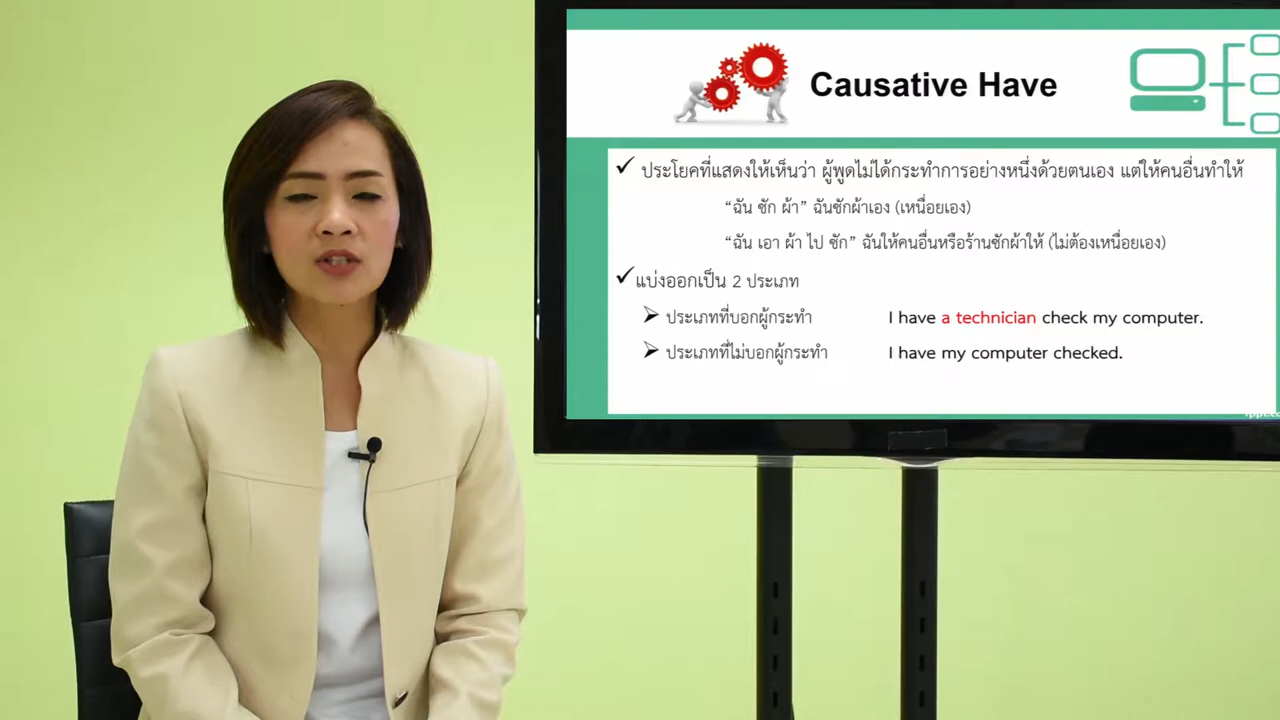 Causative Have
✓ ประโยคที่แสดงให้เห็นว่า ผู้พูดไม่ได้กระทำการอย่างหนึ่งด้วยตนเอง แต่ให้คนอื่นทำให้
“ฉัน ซัก ผ้า” ฉันซักผ้าเอง (เหนื่อยเอง)
“ฉัน เอา ผ้า ไป ซัก” ฉันให้คนอื่นหรือร้านซักผ้าให้ (ไม่ต้องเหนื่อยเอง)
✓ แบ่งออกเป็น 2 ประเภท
➢ ประเภทที่บอกผู้กระทำ I have a technician check my computer.
➢ ประเภทที่ไม่บอกผู้กระทำ I have my computer checked.